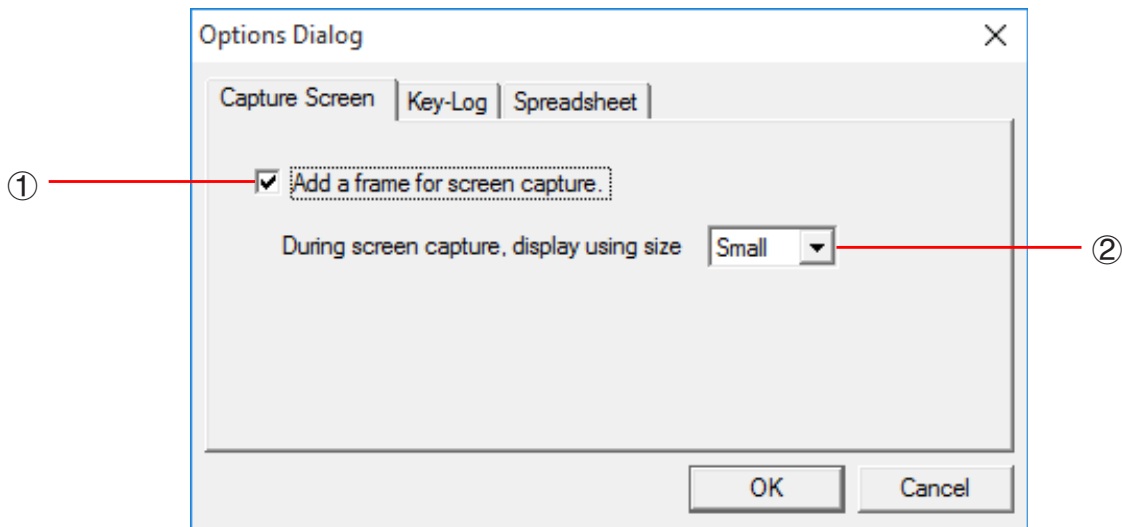 Options Dialog
Capture Screen Key-Log Spreadsheet
① Add a frame for screen capture.
During screen capture, display using size Small ②
OK Cancel